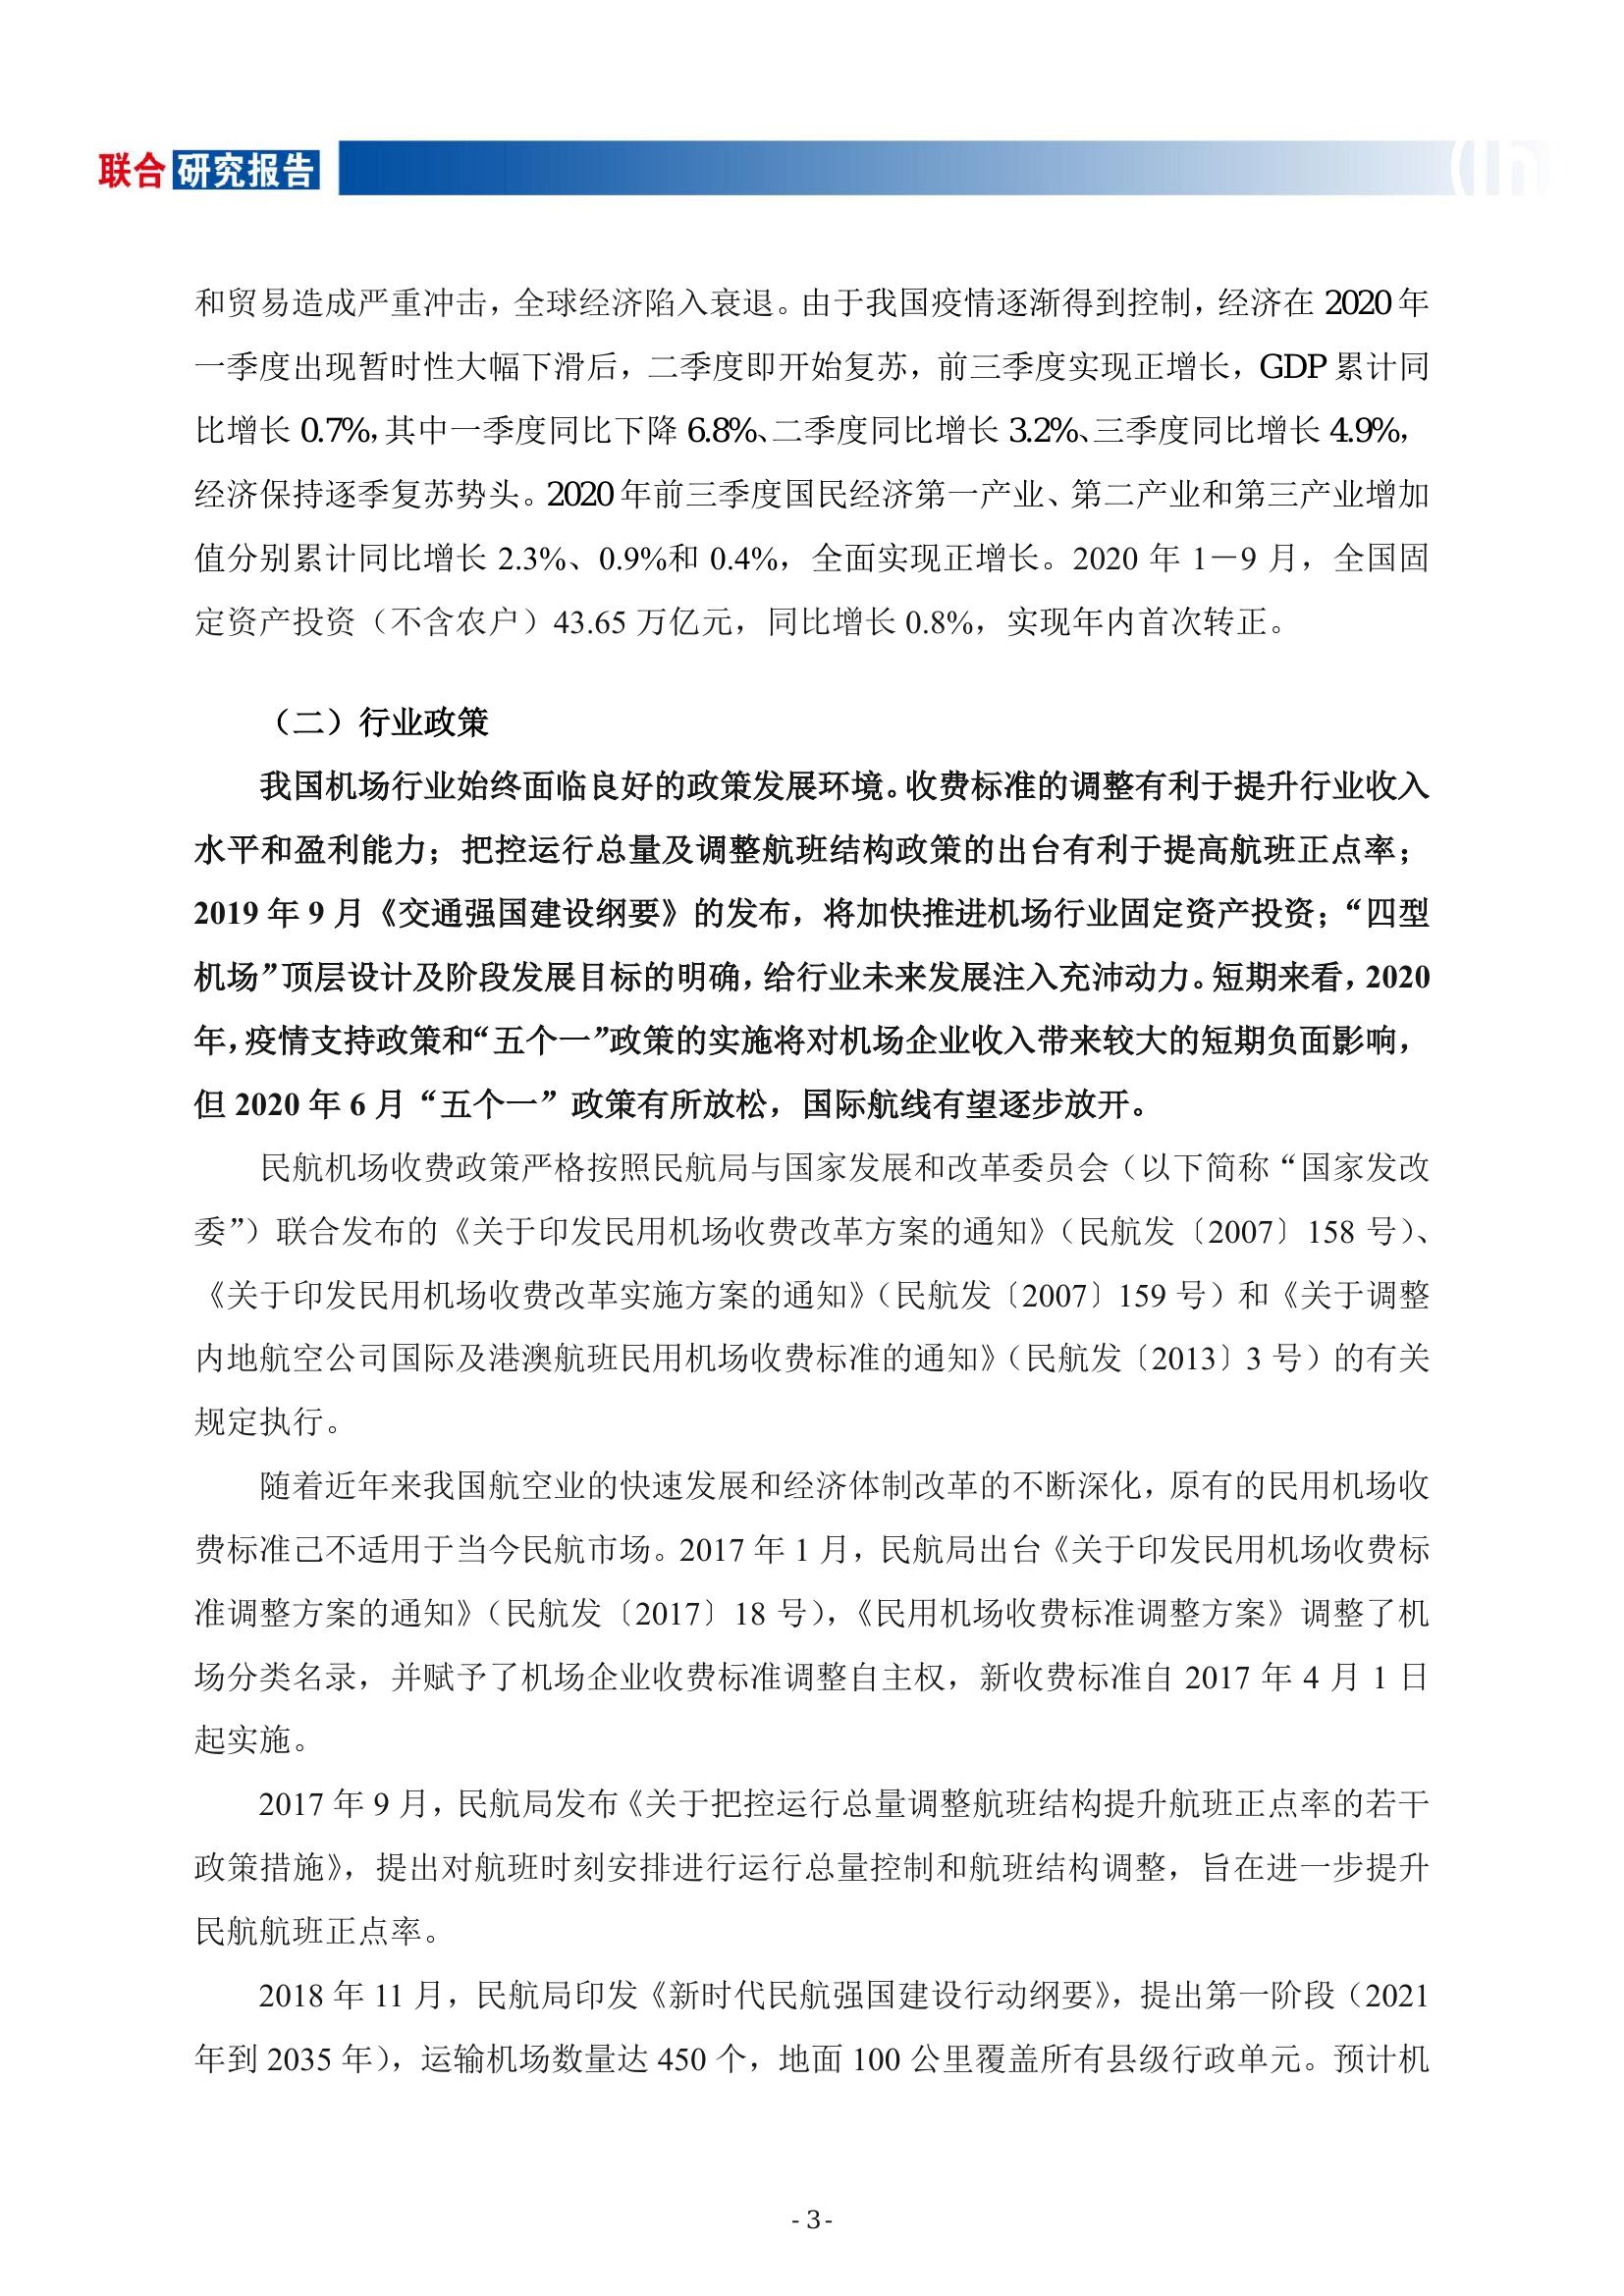 联合 研究报告
和贸易造成严重冲击，全球经济陷入衰退。由于我国疫情逐渐得到控制，经济在 2020 年
一季度出现暂时性大幅下滑后，二季度即开始复苏，前三季度实现正增长，GDP 累计同
比增长 0.7%，其中一季度同比下降 6.8%、二季度同比增长 3.2%、三季度同比增长 4.9%，
经济保持逐季复苏势头。2020 年前三季度国民经济第一产业、第二产业和第三产业增加
值分别累计同比增长 2.3%、0.9%和 0.4%，全面实现正增长。2020 年 1－9 月，全国固
定资产投资（不含农户）43.65 万亿元，同比增长 0.8%，实现年内首次转正。
（二）行业政策
我国机场行业始终面临良好的政策发展环境。收费标准的调整有利于提升行业收入
水平和盈利能力；把控运行总量及调整航班结构政策的出台有利于提高航班正点率；
2019 年 9 月《交通强国建设纲要》的发布，将加快推进机场行业固定资产投资；“四型
机场”顶层设计及阶段发展目标的明确，给行业未来发展注入充沛动力。短期来看，2020
年，疫情支持政策和“五个一”政策的实施将对机场企业收入带来较大的短期负面影响，
但 2020 年 6 月“五个一”政策有所放松，国际航线有望逐步放开。
民航机场收费政策严格按照民航局与国家发展和改革委员会（以下简称“国家发改
委”）联合发布的《关于印发民用机场收费改革方案的通知》（民航发〔2007〕158 号）、
《关于印发民用机场收费改革实施方案的通知》（民航发〔2007〕159 号）和《关于调整
内地航空公司国际及港澳航班民用机场收费标准的通知》（民航发〔2013〕3 号）的有关
规定执行。
随着近年来我国航空业的快速发展和经济体制改革的不断深化，原有的民用机场收
费标准己不适用于当今民航市场。2017 年 1 月，民航局出台《关于印发民用机场收费标
准调整方案的通知》（民航发〔2017〕18 号），《民用机场收费标准调整方案》调整了机
场分类名录，并赋予了机场企业收费标准调整自主权，新收费标准自 2017 年 4 月 1 日
起实施。
2017 年 9 月，民航局发布《关于把控运行总量调整航班结构提升航班正点率的若干
政策措施》，提出对航班时刻安排进行运行总量控制和航班结构调整，旨在进一步提升
民航航班正点率。
2018 年 11 月，民航局印发《新时代民航强国建设行动纲要》，提出第一阶段（2021
年到 2035 年），运输机场数量达 450 个，地面 100 公里覆盖所有县级行政单元。预计机
- 3 -